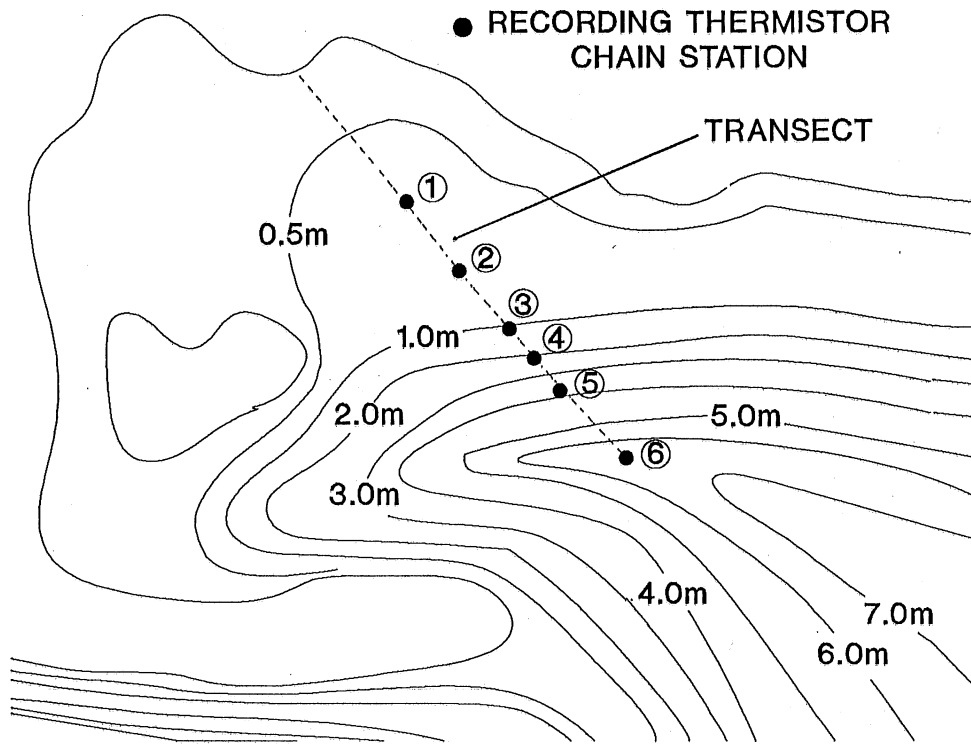 RECORDING THERMISTOR
CHAIN STATION
TRANSECT
①
0.5m
②
③
1.0m
④
⑤
2.0m
5.0m
⑥
3.0m
4.0m
7.0m
6.0m